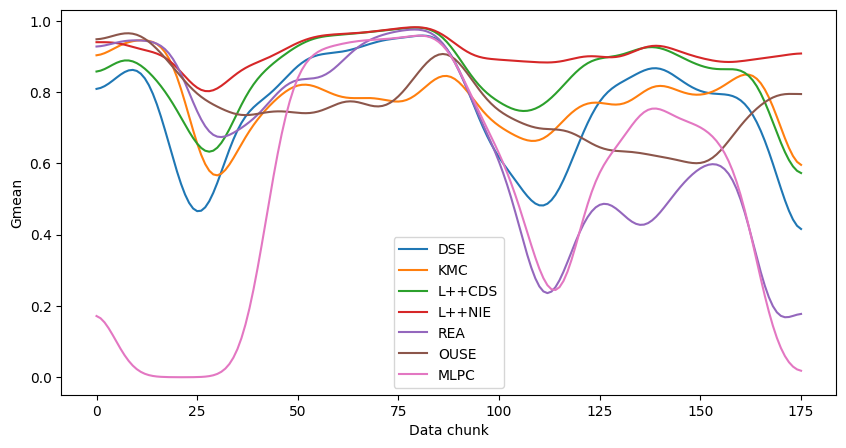 Gmean
1.0
0.8
0.6
0.4
0.2
0.0
DSE
KMC
L++CDS
L++NIE
REA
OUSE
MLPC
0 25 50 75 100 125 150 175
Data chunk